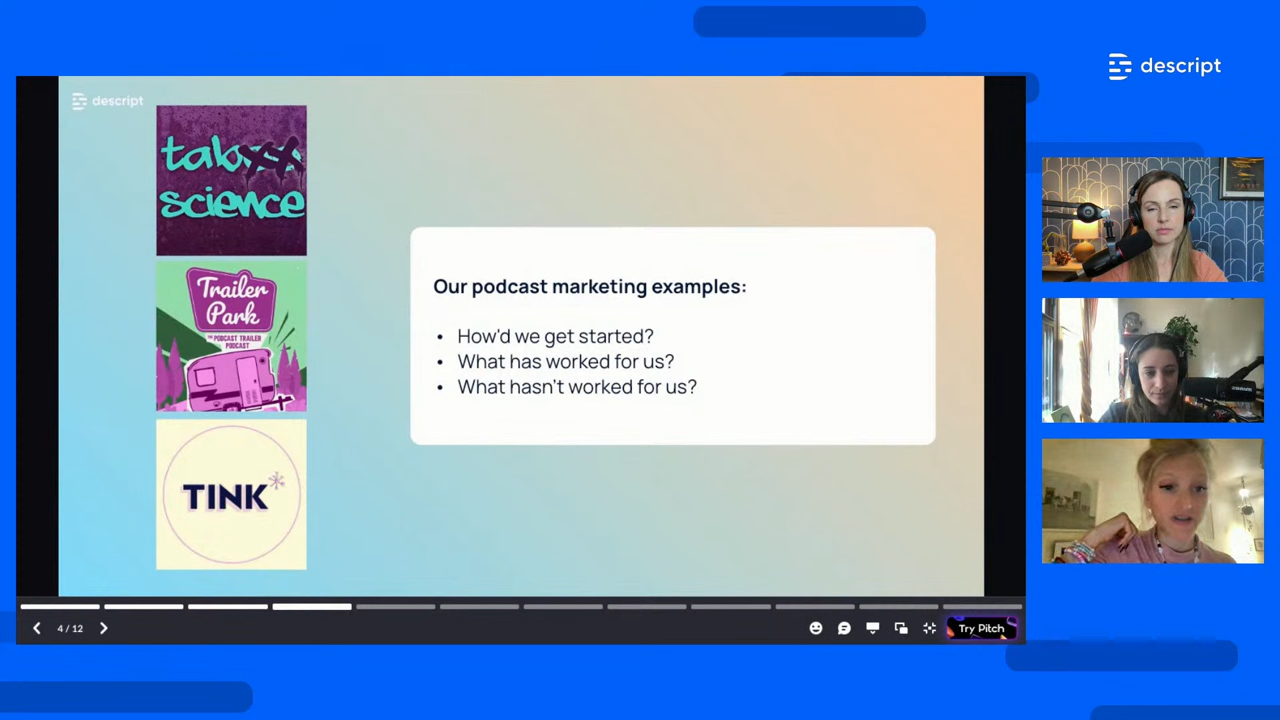 descript
descript
tabxx
science
Trailer
Park
THE PODCAST TRAILER
PODCAST
TINK*
Our podcast marketing examples:
• How'd we get started?
• What has worked for us?
• What hasn't worked for us?
4 / 12
Try Pitch